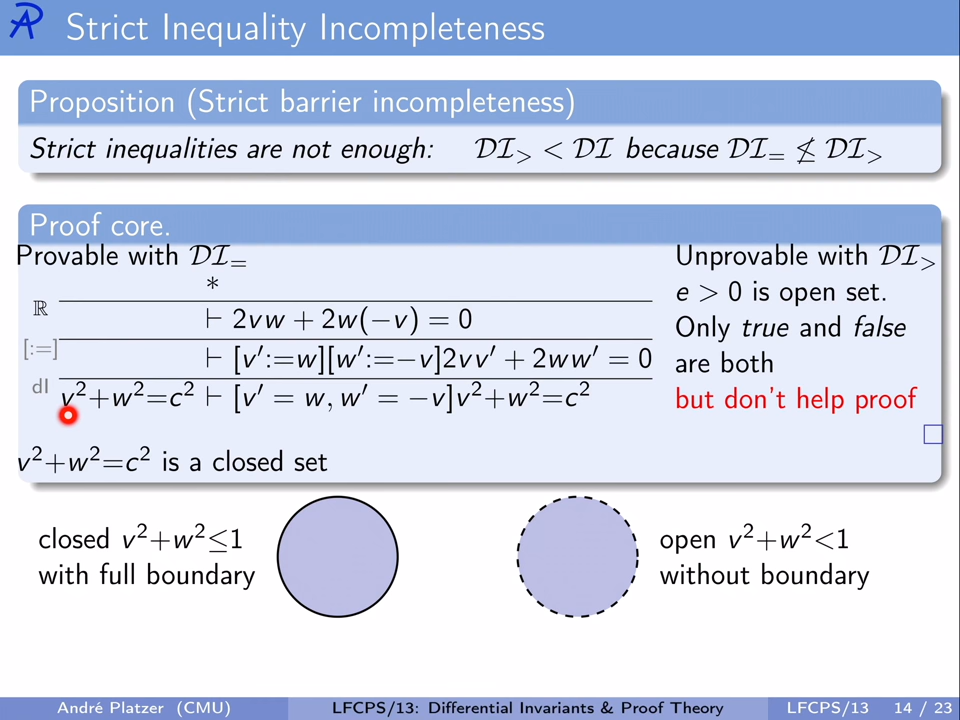 Strict Inequality Incompleteness
Proposition (Strict barrier incompleteness)
Strict inequalities are not enough: 𝒟ℐ> < 𝒟ℐ because 𝒟ℐ= ≰ 𝒟ℐ>
Proof core.
Provable with 𝒟ℐ=
*
ℝ ⊢ 2vw + 2w(−v) = 0
[:=] ⊢ [v′:=w][w′:=−v]2vv′ + 2ww′ = 0
dI v²+w²=c² ⊢ [v′ = w, w′ = −v]v²+w²=c²
v²+w²=c² is a closed set
Unprovable with 𝒟ℐ>
e > 0 is open set.
Only true and false
are both
but don't help proof
□
closed v²+w²≤1
with full boundary
open v²+w²<1
without boundary
André Platzer (CMU) LFCPS/13: Differential Invariants & Proof Theory LFCPS/13 14 / 23